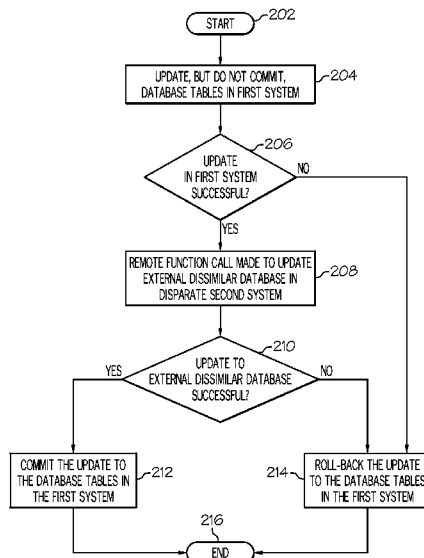 START
202
UPDATE, BUT DO NOT COMMIT,
DATABASE TABLES IN FIRST SYSTEM
204
206
UPDATE
IN FIRST SYSTEM
SUCCESSFUL?
NO
YES
REMOTE FUNCTION CALL MADE TO UPDATE
EXTERNAL DISSIMILAR DATABASE IN
DISPARATE SECOND SYSTEM
208
210
YES
UPDATE TO
EXTERNAL DISSIMILAR DATABASE
SUCCESSFUL?
NO
COMMIT THE UPDATE TO
THE DATABASE TABLES IN
THE FIRST SYSTEM
212
214
ROLL-BACK THE UPDATE
TO THE DATABASE TABLES
IN THE FIRST SYSTEM
216
END